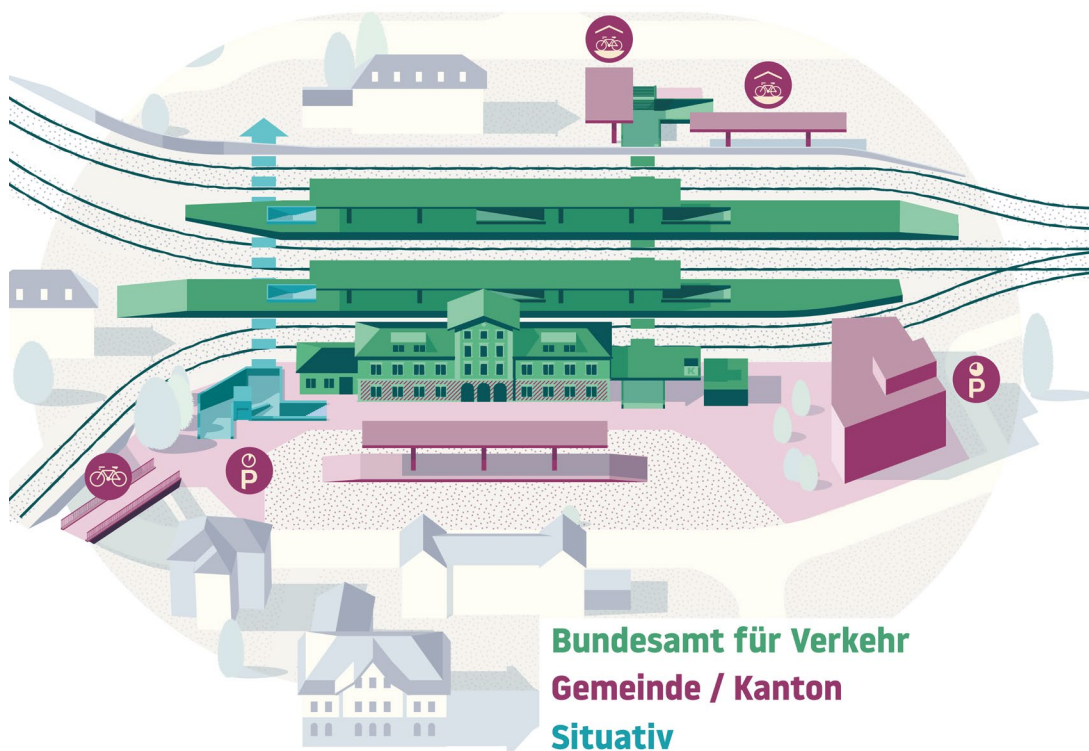 P
K
P
Bundesamt für Verkehr
Gemeinde / Kanton
Situativ